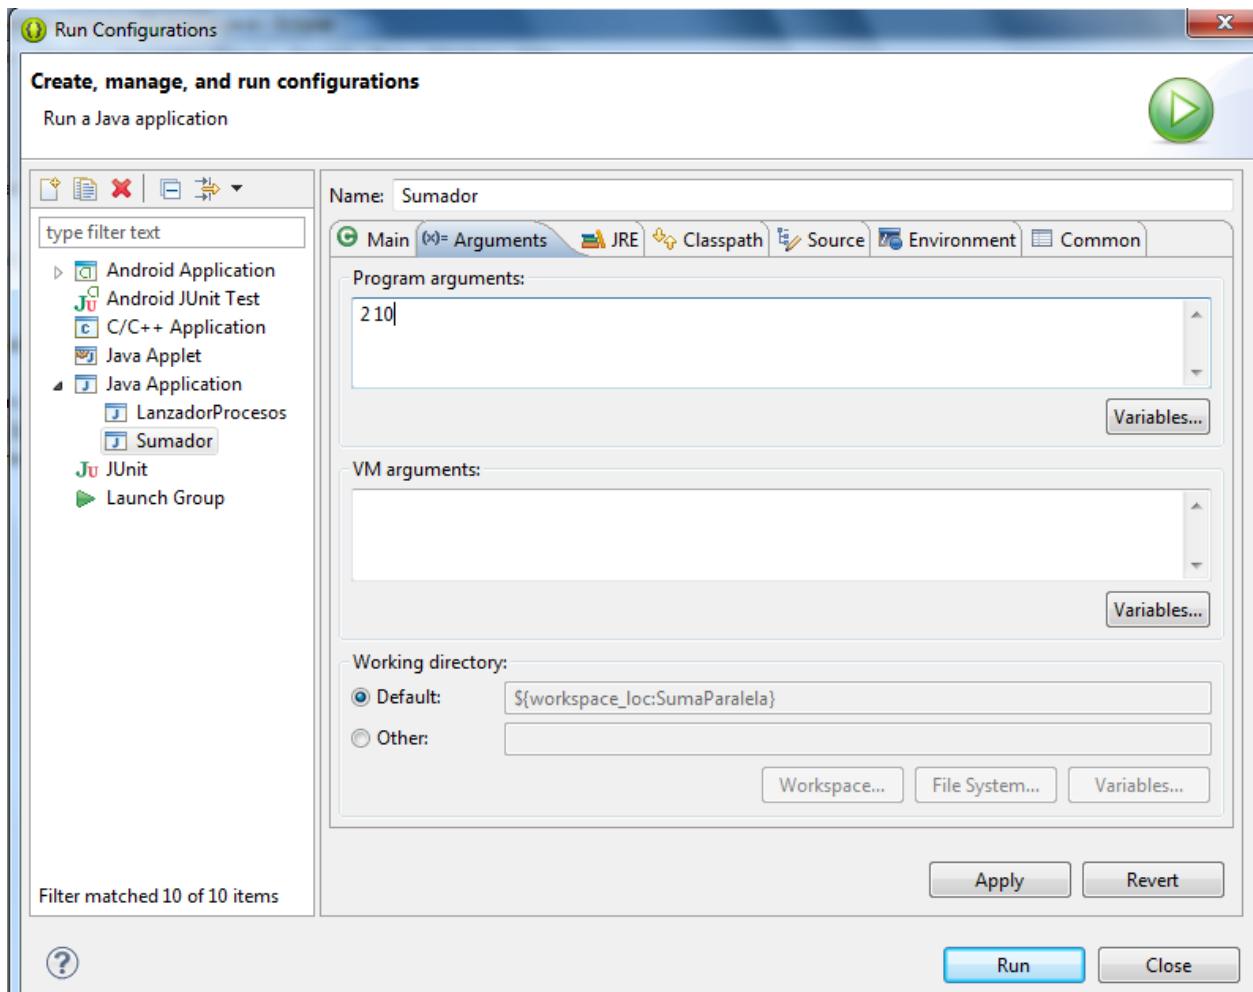 Run Configurations
Create, manage, and run configurations
Run a Java application
type filter text
Android Application
Android JUnit Test
C/C++ Application
Java Applet
Java Application
LanzadorProcesos
Sumador
JUnit
Launch Group
Filter matched 10 of 10 items
Name: Sumador
Main (x)= Arguments JRE Classpath Source Environment Common
Program arguments:
2 10
Variables...
VM arguments:
Variables...
Working directory:
Default: ${workspace_loc:SumaParalela}
Other:
Workspace... File System... Variables...
Apply Revert
Run Close